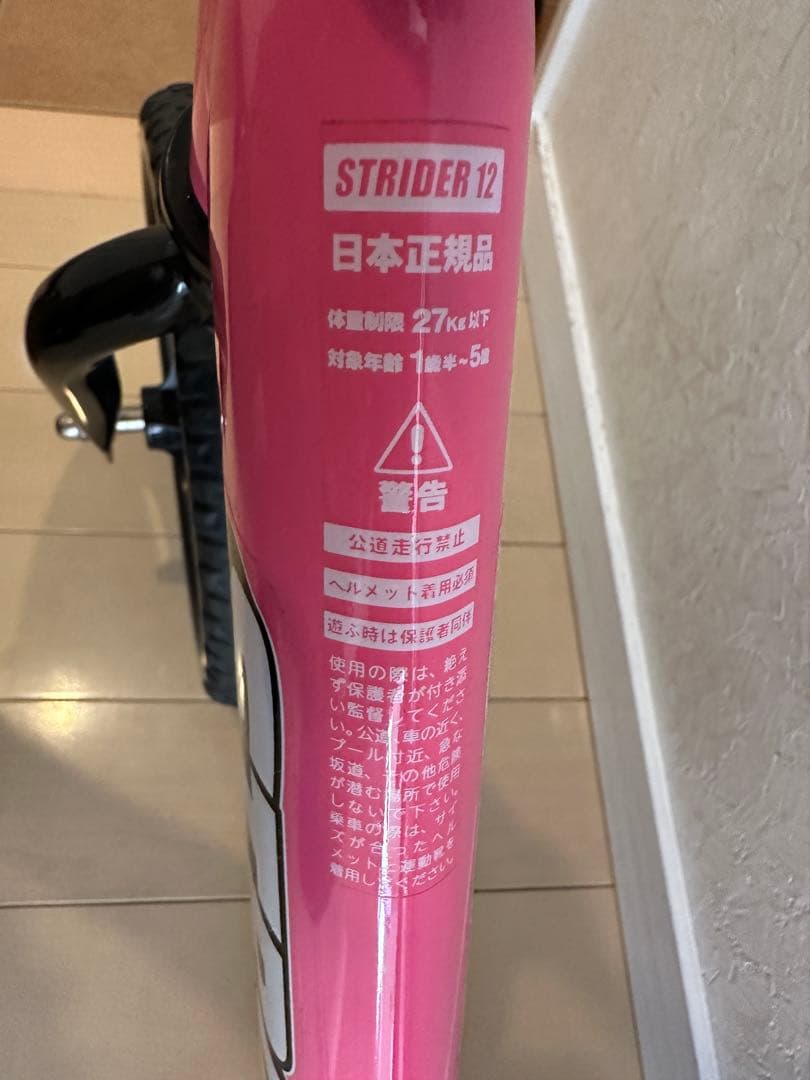 STRIDER 12
日本正規品
体重制限 27Kg以下
対象年齢 1歳半~5歳
警告
公道走行禁止
ヘルメット着用必須
遊ぶ時は保護者同伴
使用の際は、絶え
ず保護者が付き添
い監督してくださ
い。公道、車の近く、
プール付近、急な
坂道、その他危険
が潜む場所で使用
しないで下さい。
乗車の際は、サイ
ズが合ったヘル
メットと運動靴を
着用してください。